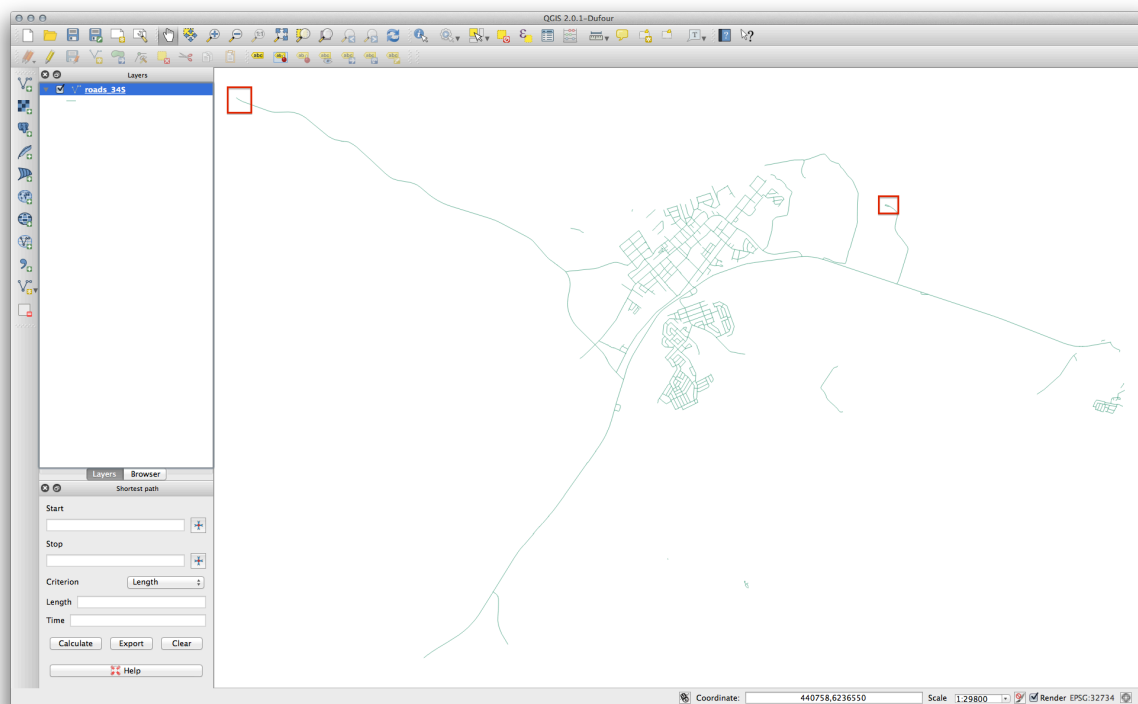 QGIS 2.0.1-Dufour
Layers
roads_34S
Layers
Browser
Shortest path
Start
Stop
Criterion
Length
Length
Time
Calculate
Export
Clear
Help
Coordinate:
440758,6236550
Scale
1:29800
Render
EPSG:32734